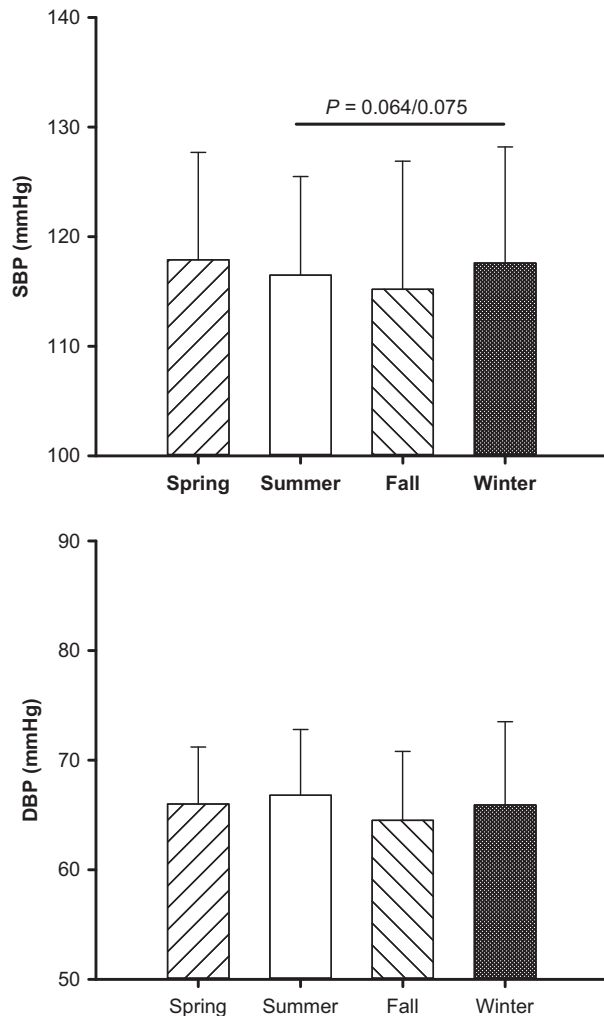 140
P = 0.064/0.075
130
120
SBP (mmHg)
110
100
Spring Summer Fall Winter
90
80
70
DBP (mmHg)
60
50
Spring Summer Fall Winter